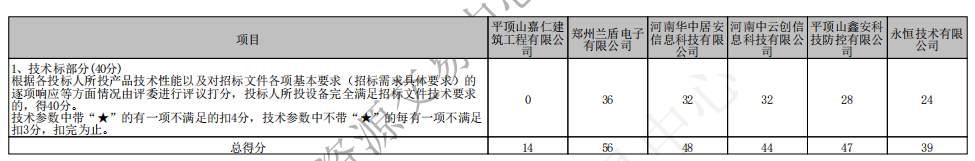 项目 平顶山嘉仁建筑工程有限公司 郑州兰盾电子有限公司 河南华中居安信息科技有限公司 河南中云创信息科技有限公司 平顶山鑫安科技防控有限公司 永恒技术有限公司
1、技术标部分(40分)
根据各投标人所投产品技术性能以及对招标文件各项基本要求（招标需求具体要求）的
逐项响应等方面情况由评委进行评议打分，投标人所投设备完全满足招标文件技术要求
的，得40分。
技术参数中带“★”的有一项不满足的扣4分，技术参数中不带“★”的每有一项不满足
扣3分，扣完为止。
0 36 32 32 28 24
总得分 14 56 48 44 47 39